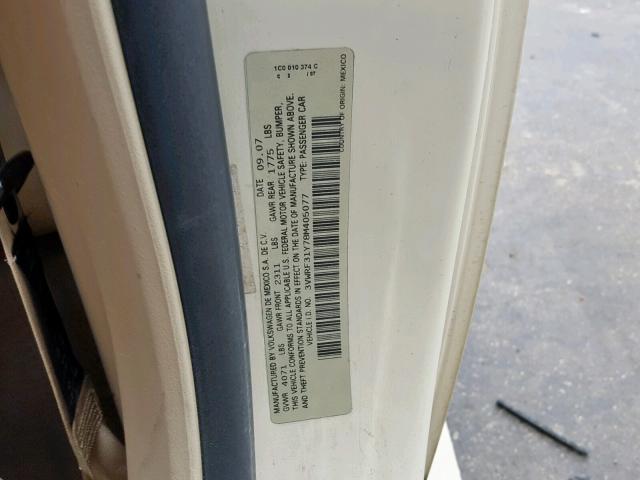 1C0 010 374 C
MANUFACTURED BY VOLKSWAGEN DE MEXICO S.A. DE C.V. DATE 09.07
GVWR 4071 LBS GAWR FRONT 2311 LBS GAWR REAR 1775 LBS
THIS VEHICLE CONFORMS TO ALL APPLICABLE U.S. FEDERAL MOTOR VEHICLE SAFETY, BUMPER,
AND THEFT PREVENTION STANDARDS IN EFFECT ON THE DATE OF MANUFACTURE SHOWN ABOVE.
VEHICLE I.D. NO. 3VWRF31Y78M405077 TYPE: PASSENGER CAR
COUNTRY OF ORIGIN: MEXICO